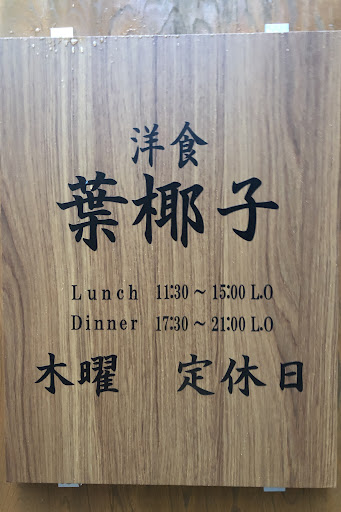 洋食
葉椰子
Lunch 11:30～15:00 L.O
Dinner 17:30～21:00 L.O
木曜 定休日